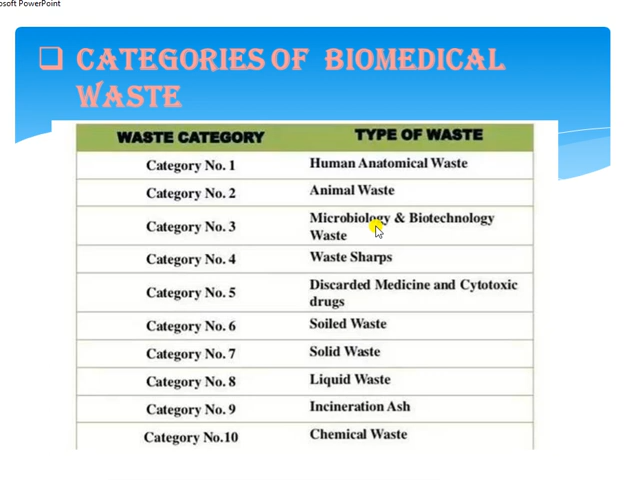 osoft PowerPoint
CATEGORIES OF BIOMEDICAL
WASTE
WASTE CATEGORY TYPE OF WASTE
Category No. 1 Human Anatomical Waste
Category No. 2 Animal Waste
Category No. 3 Microbiology & Biotechnology
Waste
Category No. 4 Waste Sharps
Category No. 5 Discarded Medicine and Cytotoxic
drugs
Category No. 6 Soiled Waste
Category No. 7 Solid Waste
Category No. 8 Liquid Waste
Category No. 9 Incineration Ash
Category No.10 Chemical Waste